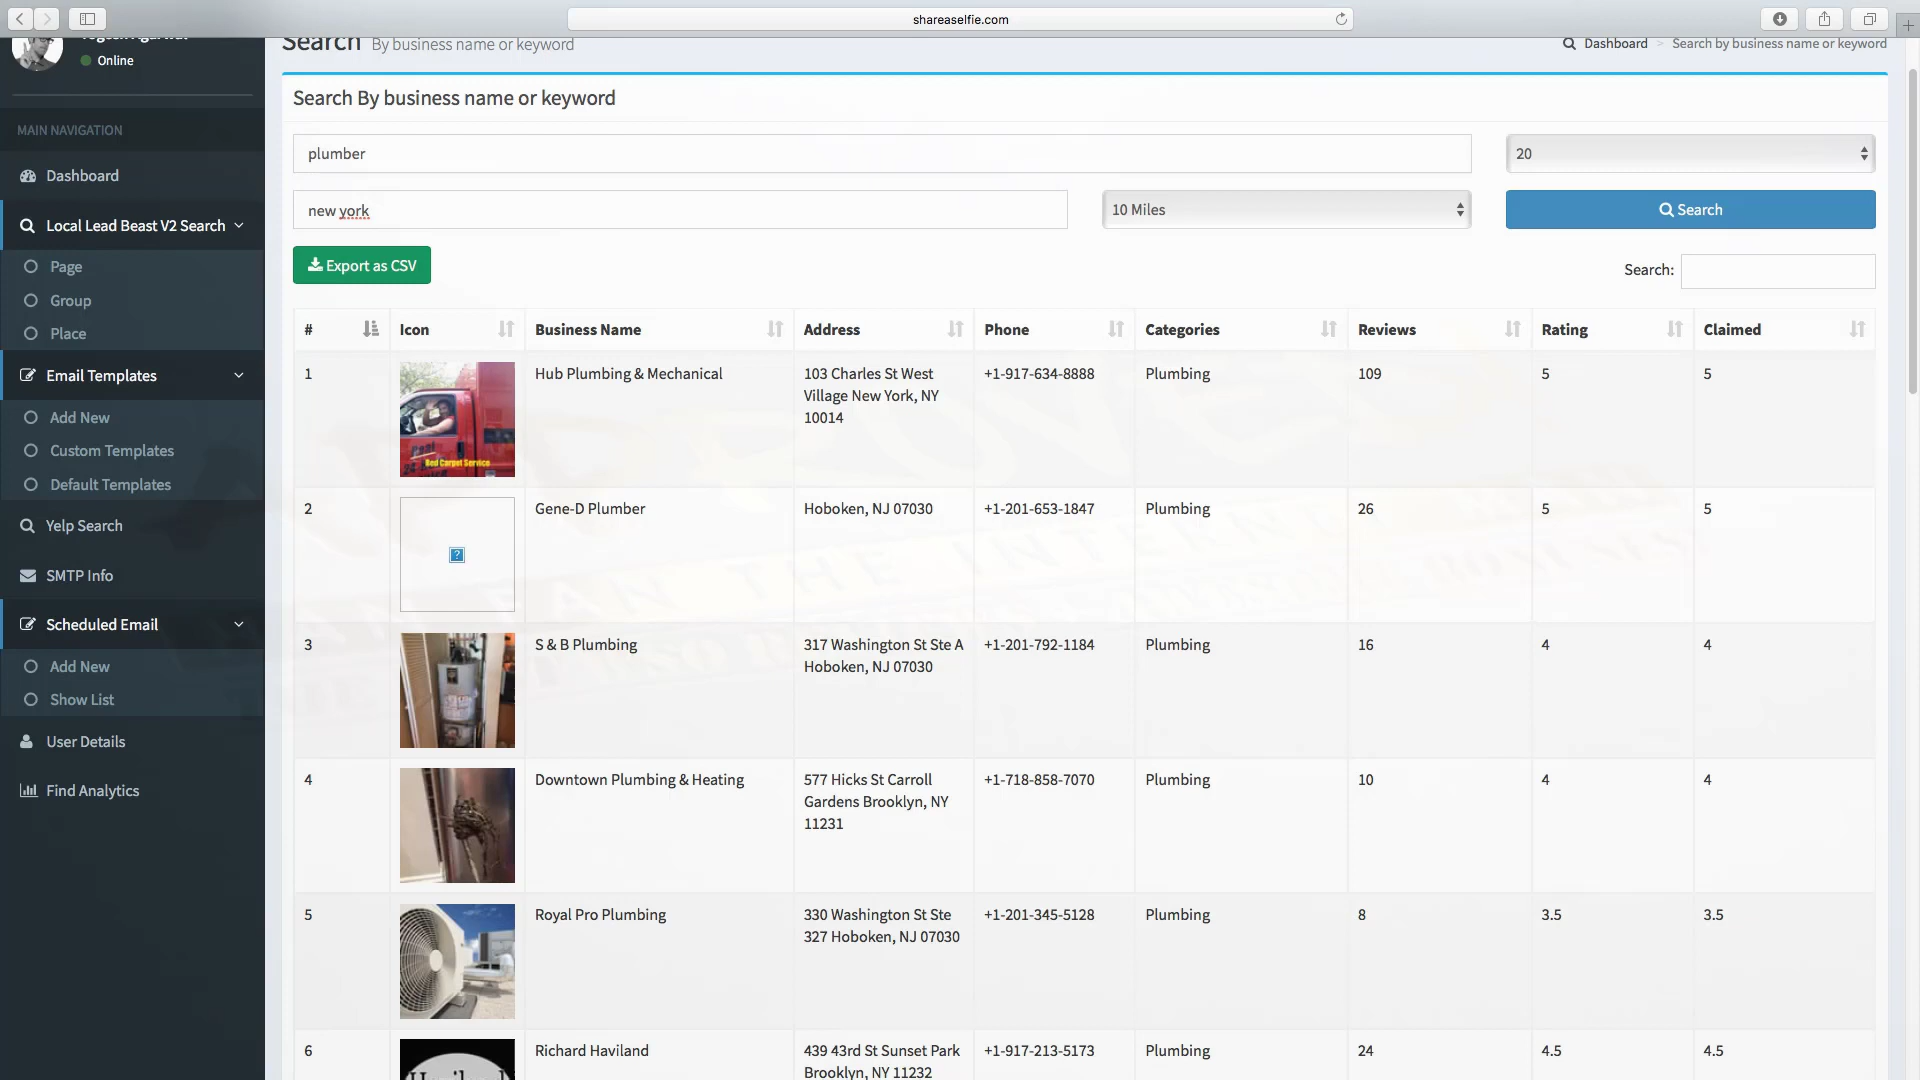 shareaselfie.com
Online
Search By business name or keyword
Dashboard > Search by business name or keyword
MAIN NAVIGATION
Dashboard
Local Lead Beast V2 Search
Page
Group
Place
Email Templates
Add New
Custom Templates
Default Templates
Yelp Search
SMTP Info
Scheduled Email
Add New
Show List
User Details
Find Analytics
Search By business name or keyword
plumber
20
new york
10 Miles
Search
Export as CSV
Search:
# Icon Business Name Address Phone Categories Reviews Rating Claimed
1 Hub Plumbing & Mechanical 103 Charles St West +1-917-634-8888 Plumbing 109 5 5
Village New York, NY
10014
Red Carpet Service
2 Gene-D Plumber Hoboken, NJ 07030 +1-201-653-1847 Plumbing 26 5 5
?
3 S & B Plumbing 317 Washington St Ste A +1-201-792-1184 Plumbing 16 4 4
Hoboken, NJ 07030
4 Downtown Plumbing & Heating 577 Hicks St Carroll +1-718-858-7070 Plumbing 10 4 4
Gardens Brooklyn, NY
11231
5 Royal Pro Plumbing 330 Washington St Ste +1-201-345-5128 Plumbing 8 3.5 3.5
327 Hoboken, NJ 07030
6 Richard Haviland 439 43rd St Sunset Park +1-917-213-5173 Plumbing 24 4.5 4.5
Brooklyn, NY 11232